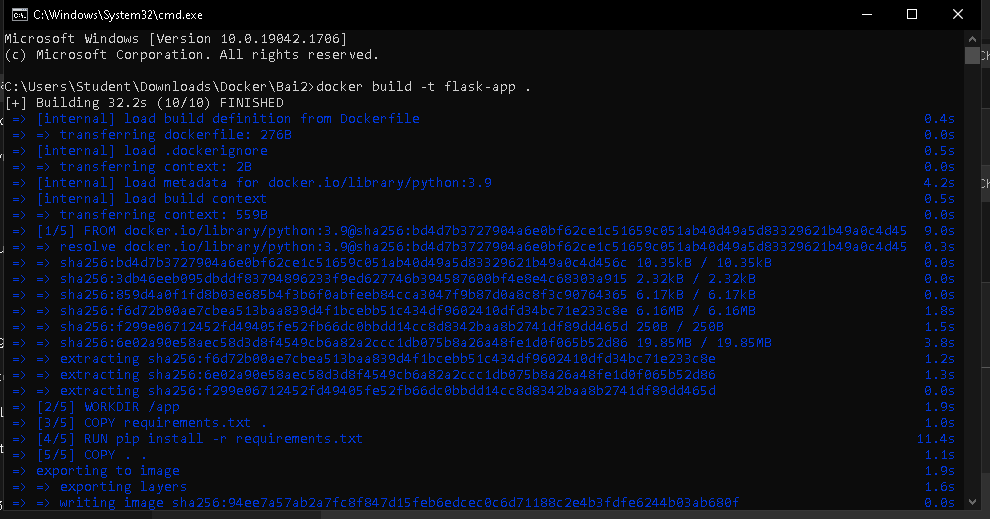 C:\Windows\System32\cmd.exe
Microsoft Windows [Version 10.0.19042.1706]
(c) Microsoft Corporation. All rights reserved.
C:\Users\Student\Downloads\Docker\Bai2>docker build -t flask-app .
[+] Building 32.2s (10/10) FINISHED
=> [internal] load build definition from Dockerfile 0.4s
=> => transferring dockerfile: 276B 0.0s
=> [internal] load .dockerignore 0.5s
=> => transferring context: 2B 0.0s
=> [internal] load metadata for docker.io/library/python:3.9 4.2s
=> [internal] load build context 0.5s
=> => transferring context: 559B 0.0s
=> [1/5] FROM docker.io/library/python:3.9@sha256:bd4d7b3727904a6e0bf62ce1c51659c051ab40d49a5d83329621b49a0c4d45 9.0s
=> => resolve docker.io/library/python:3.9@sha256:bd4d7b3727904a6e0bf62ce1c51659c051ab40d49a5d83329621b49a0c4d45 0.3s
=> => sha256:bd4d7b3727904a6e0bf62ce1c51659c051ab40d49a5d83329621b49a0c4d456c 10.35kB / 10.35kB 0.0s
=> => sha256:3db46eeb095dbddf83794896233f9ed627746b394587600bf4e8e4c68303a915 2.32kB / 2.32kB 0.0s
=> => sha256:859d4a0f1fd8b03e685b4f3b6f0abfeeb84cca3047f9b87d0a8c8f3c90764365 6.17kB / 6.17kB 0.0s
=> => sha256:f6d72b00ae7cbea513baa839d4f1bcebb51c434df9602410dfd34bc71e233c8e 6.16MB / 6.16MB 1.8s
=> => sha256:f299e06712452fd49405fe52fb66dc0bbdd14cc8d8342baa8b2741df89dd465d 250B / 250B 1.5s
=> => sha256:6e02a90e58aec58d3d8f4549cb6a82a2ccc1db075b8a26a48fe1d0f065b52d86 19.85MB / 19.85MB 3.8s
=> => extracting sha256:f6d72b00ae7cbea513baa839d4f1bcebb51c434df9602410dfd34bc71e233c8e 1.2s
=> => extracting sha256:6e02a90e58aec58d3d8f4549cb6a82a2ccc1db075b8a26a48fe1d0f065b52d86 1.3s
=> => extracting sha256:f299e06712452fd49405fe52fb66dc0bbdd14cc8d8342baa8b2741df89dd465d 0.0s
=> [2/5] WORKDIR /app 1.9s
=> [3/5] COPY requirements.txt . 1.0s
=> [4/5] RUN pip install -r requirements.txt 11.4s
=> [5/5] COPY . . 1.1s
=> exporting to image 1.9s
=> => exporting layers 1.6s
=> => writing image sha256:94ee7a57ab2a7fc8f847d15feb6edcec0c6d71188c2e4b3fdfe6244b03ab680f 0.0s